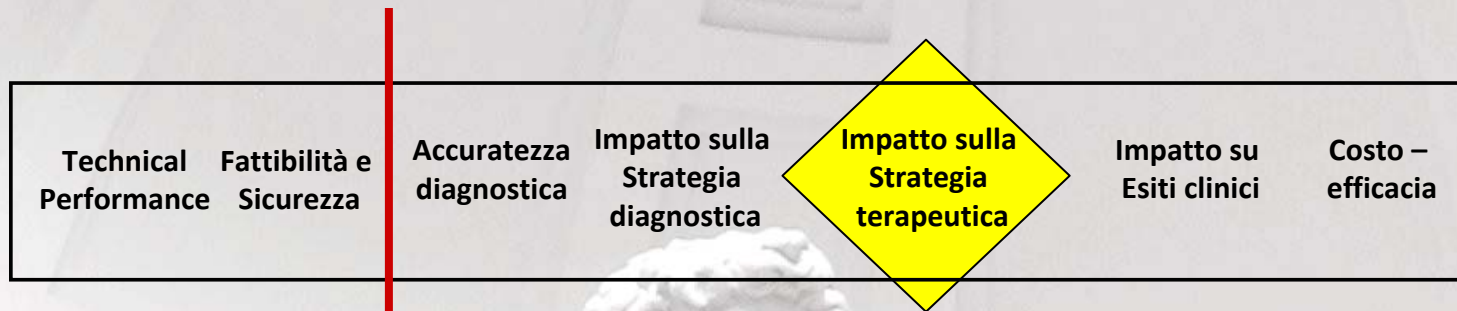 Technical
Performance
Fattibilità e
Sicurezza
Accuratezza
diagnostica
Impatto sulla
Strategia
diagnostica
Impatto sulla
Strategia
terapeutica
Impatto su
Esiti clinici
Costo –
efficacia